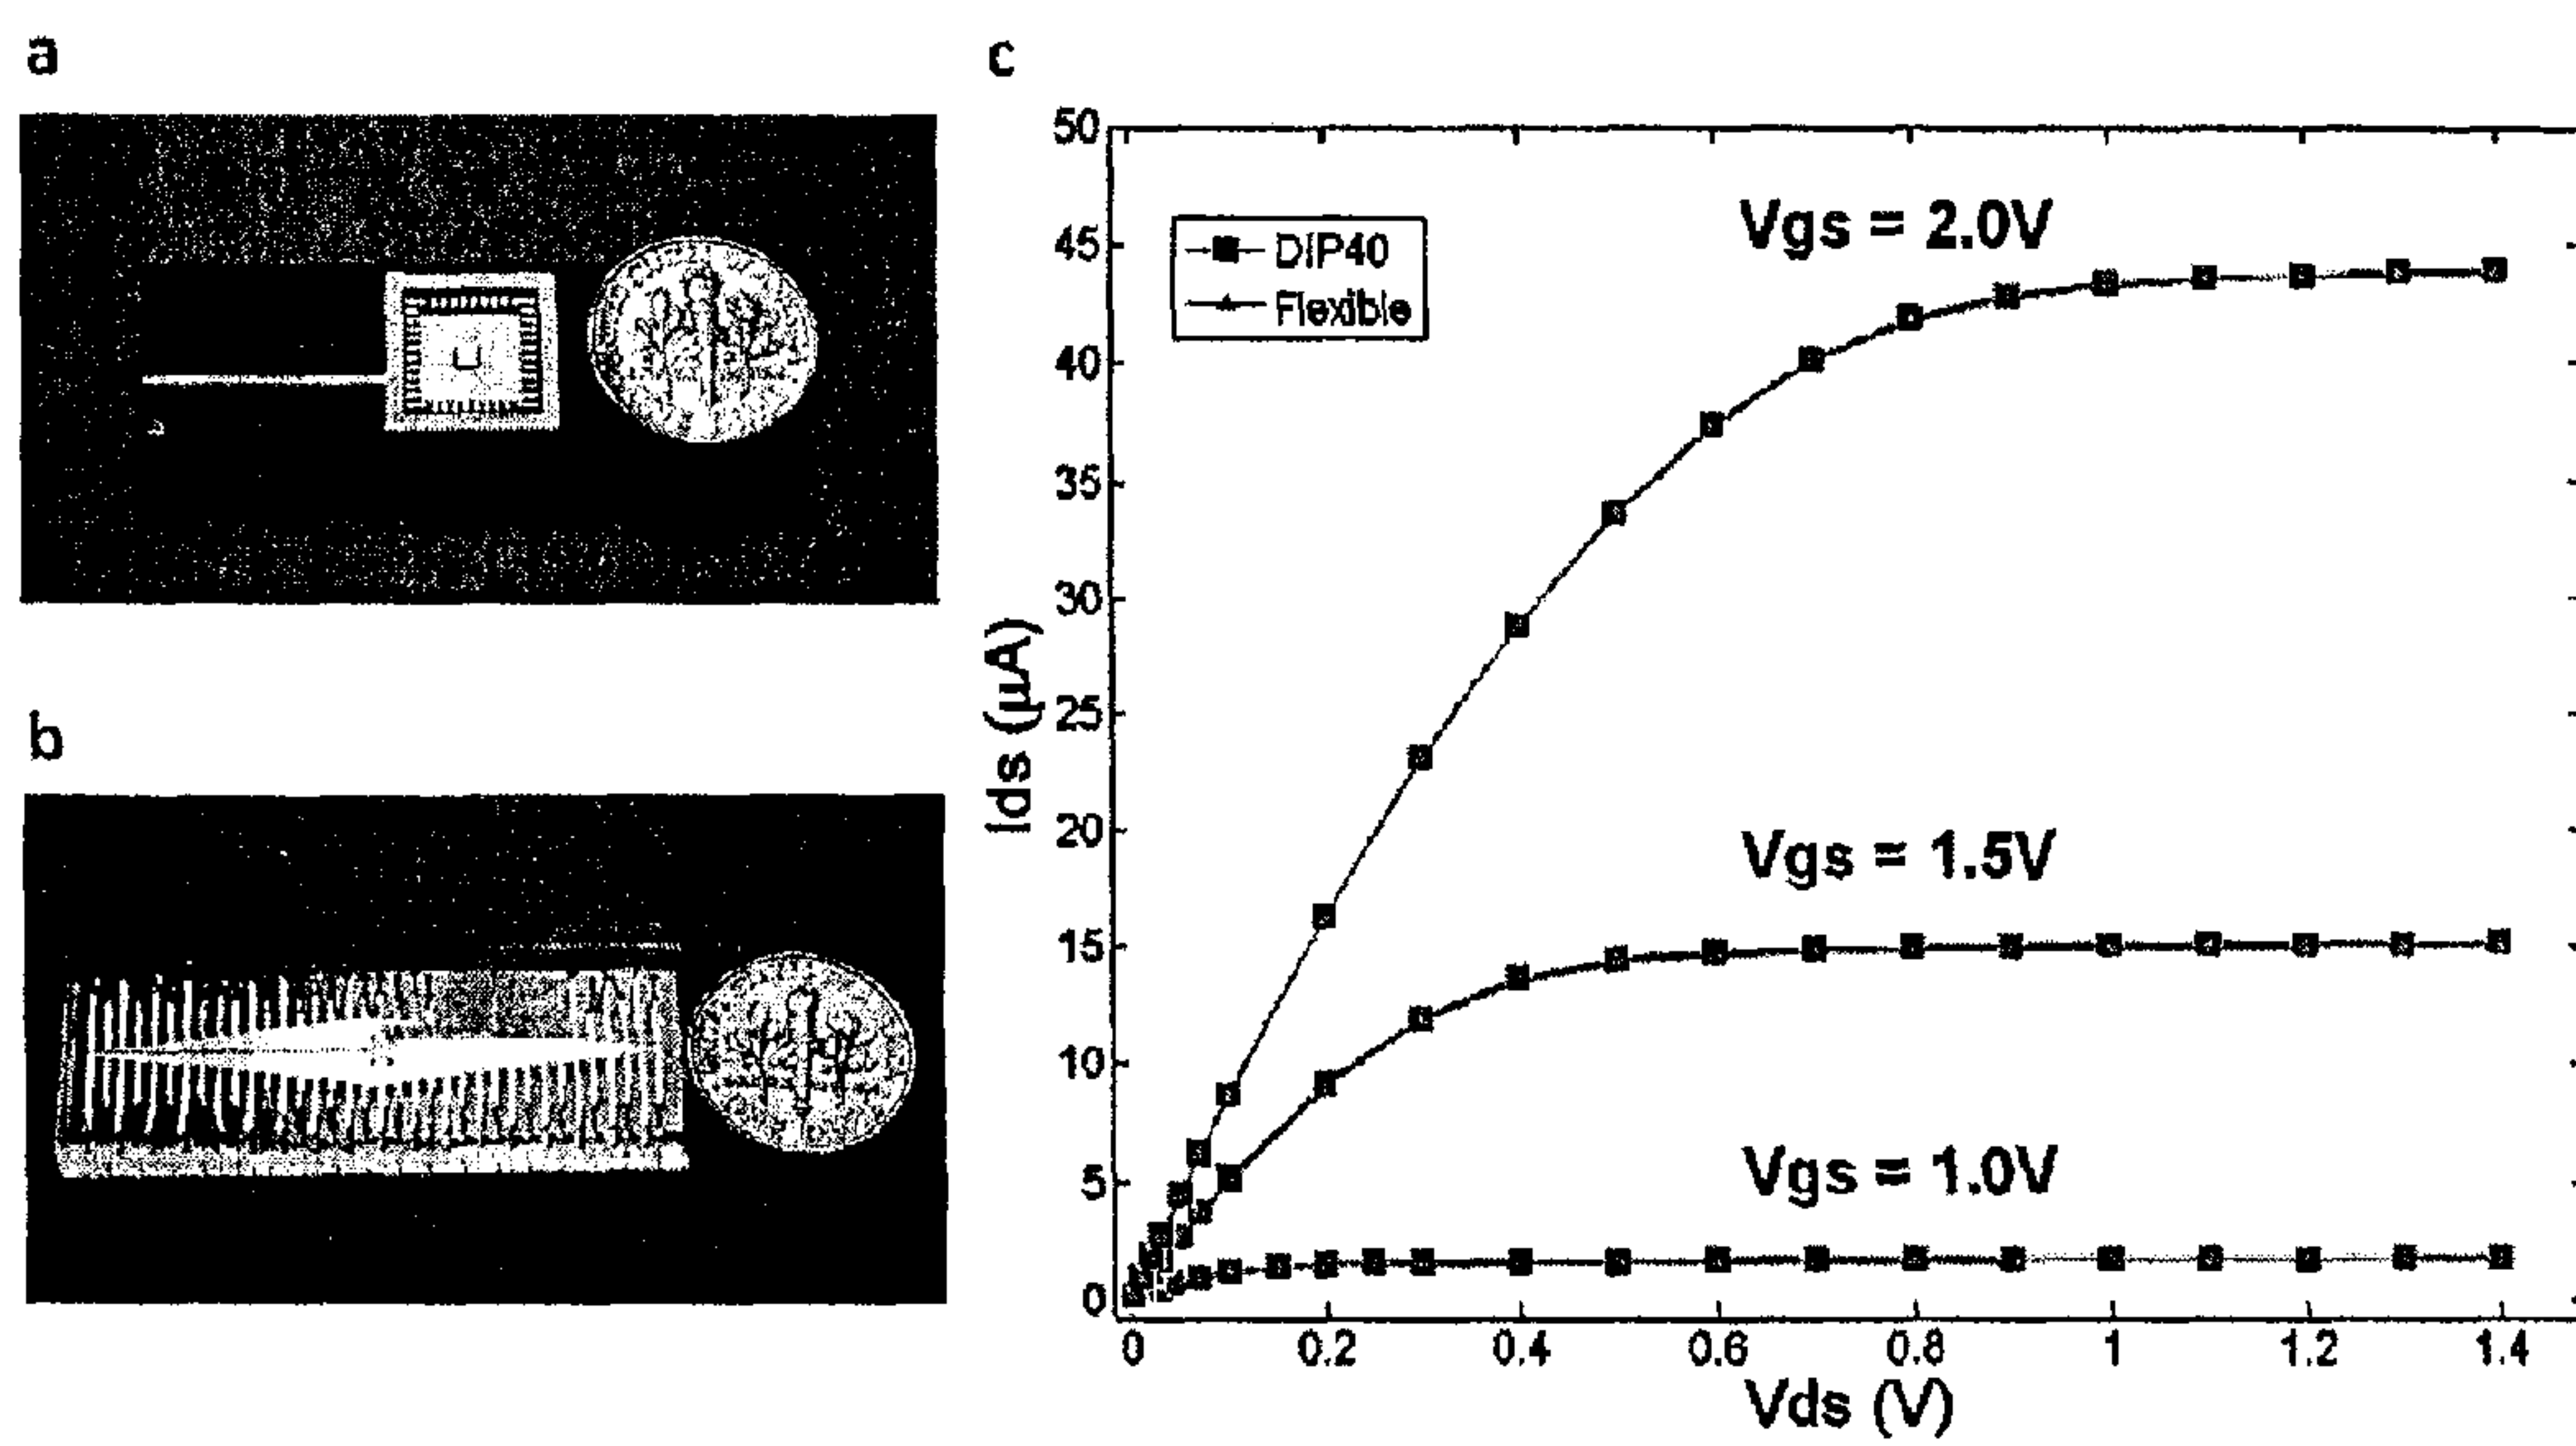 a
b
c
50
45
40
35
30
25
20
15
10
5
0
Ids (µA)
DIP40
Flexible
Vgs = 2.0V
Vgs = 1.5V
Vgs = 1.0V
0 0.2 0.4 0.6 0.8 1 1.2 1.4
Vds (V)